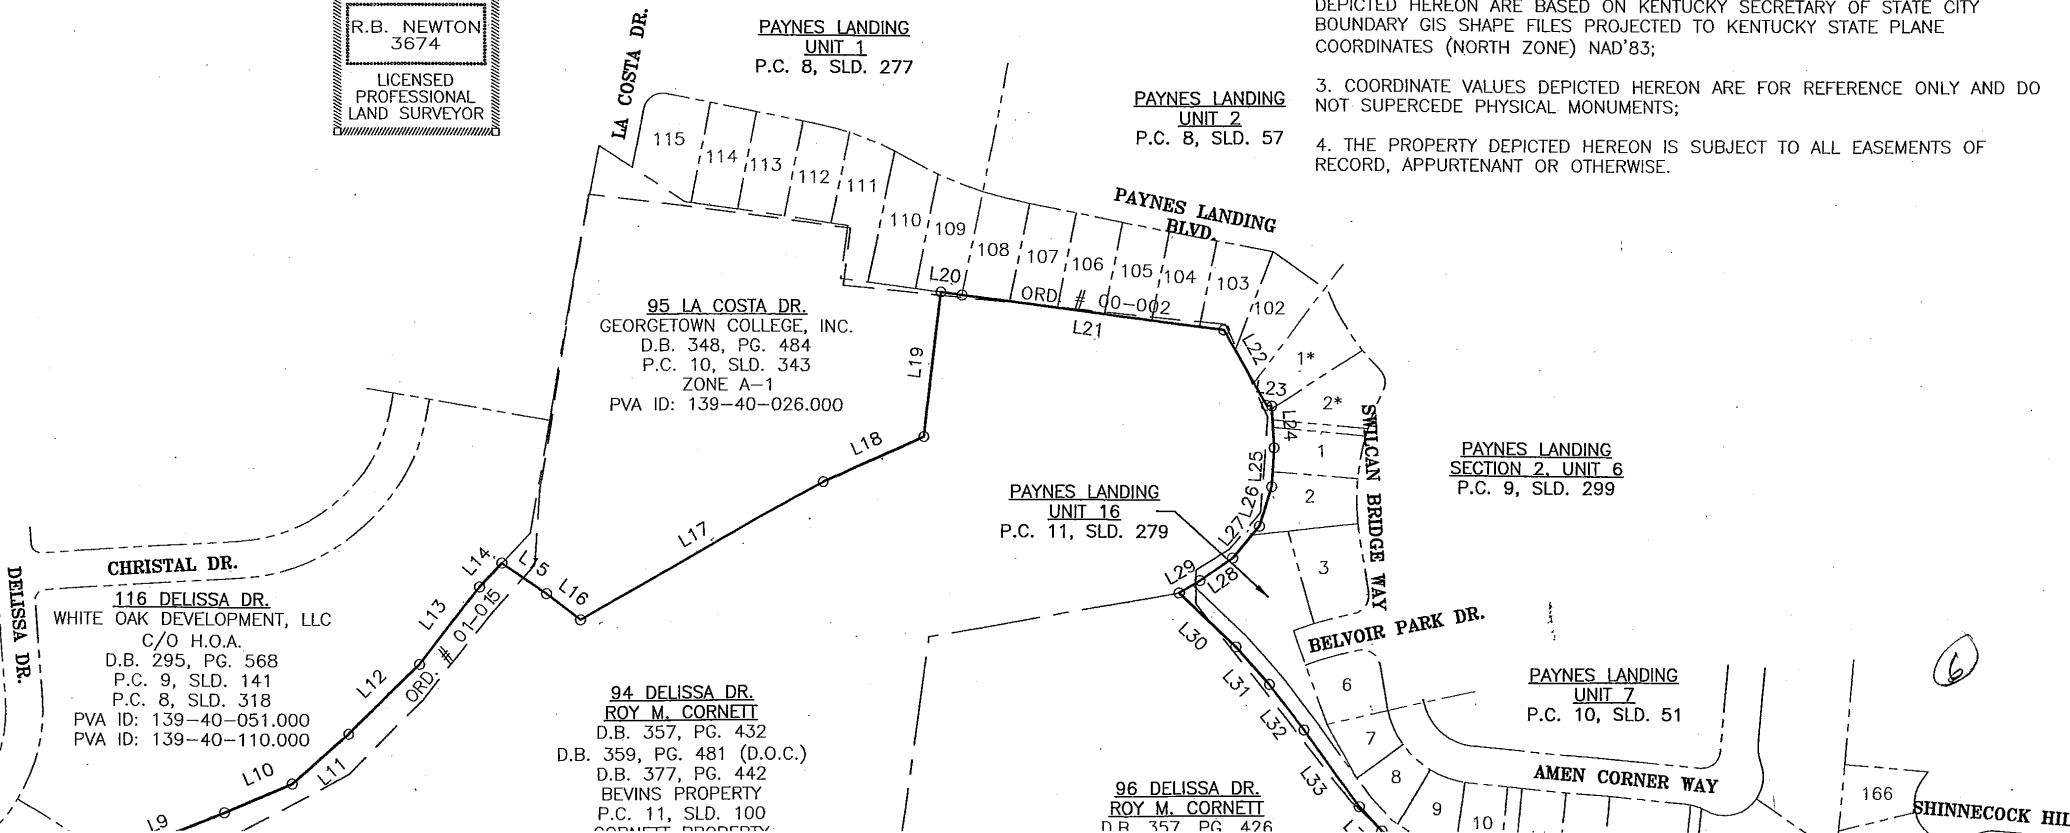 R.B. NEWTON
3674
LICENSED
PROFESSIONAL
LAND SURVEYOR
LA COSTA DR.
PAYNES LANDING
UNIT 1
P.C. 8, SLD. 277
PAYNES LANDING
UNIT 2
P.C. 8, SLD. 57
DEPICTED HEREON ARE BASED ON KENTUCKY SECRETARY OF STATE CITY
BOUNDARY GIS SHAPE FILES PROJECTED TO KENTUCKY STATE PLANE
COORDINATES (NORTH ZONE) NAD'83;
3. COORDINATE VALUES DEPICTED HEREON ARE FOR REFERENCE ONLY AND DO
NOT SUPERCEDE PHYSICAL MONUMENTS;
4. THE PROPERTY DEPICTED HEREON IS SUBJECT TO ALL EASEMENTS OF
RECORD, APPURTENANT OR OTHERWISE.
115
114
113
112
111
110
109
108
107
106
105
104
103
102
PAYNES LANDING
BLVD.
L20
ORD. # 00-002
L21
L22
1*
L23
2*
L24
1
L25
2
L26
L27
3
L28
L29
SWILCAN BRIDGE WAY
95 LA COSTA DR.
GEORGETOWN COLLEGE, INC.
D.B. 348, PG. 484
P.C. 10, SLD. 343
ZONE A-1
PVA ID: 139-40-026.000
L19
L18
L17
L16
L15
L14
L13
L12
L11
L10
L9
ORD. # 01-015
PAYNES LANDING
SECTION 2, UNIT 6
P.C. 9, SLD. 299
PAYNES LANDING
UNIT 16
P.C. 11, SLD. 279
CHRISTAL DR.
DELISSA DR.
116 DELISSA DR.
WHITE OAK DEVELOPMENT, LLC
C/O H.O.A.
D.B. 295, PG. 568
P.C. 9, SLD. 141
P.C. 8, SLD. 318
PVA ID: 139-40-051.000
PVA ID: 139-40-110.000
94 DELISSA DR.
ROY M. CORNETT
D.B. 357, PG. 432
D.B. 359, PG. 481 (D.O.C.)
D.B. 377, PG. 442
BEVINS PROPERTY
P.C. 11, SLD. 100
CORNETT PROPERTY
L30
L31
L32
L33
BELVOIR PARK DR.
6
7
8
9
10
PAYNES LANDING
UNIT 7
P.C. 10, SLD. 51
6
AMEN CORNER WAY
96 DELISSA DR.
ROY M. CORNETT
D.B. 357, PG. 426
166
SHINNECOCK HIL